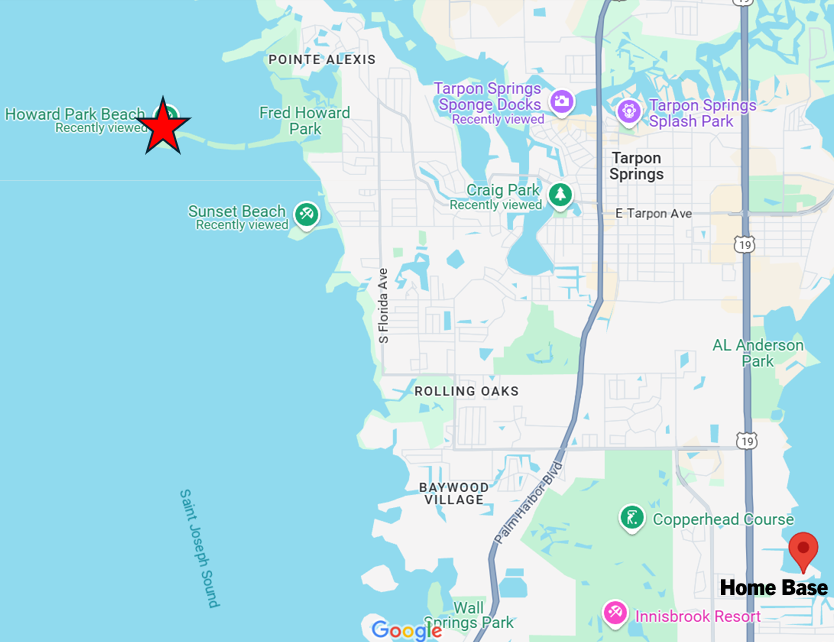 POINTE ALEXIS
19
Tarpon Springs
Sponge Docks
Recently viewed
Howard Park Beach
Recently viewed
Fred Howard
Park
Tarpon Springs
Splash Park
Tarpon
Springs
Craig Park
Recently viewed
Sunset Beach
Recently viewed
E Tarpon Ave
19
S Florida Ave
AL Anderson
Park
ROLLING OAKS
19
BAYWOOD
VILLAGE
Palm Harbor Blvd
Saint Joseph Sound
Copperhead Course
Home Base
Wall
Springs Park
Innisbrook Resort
Google